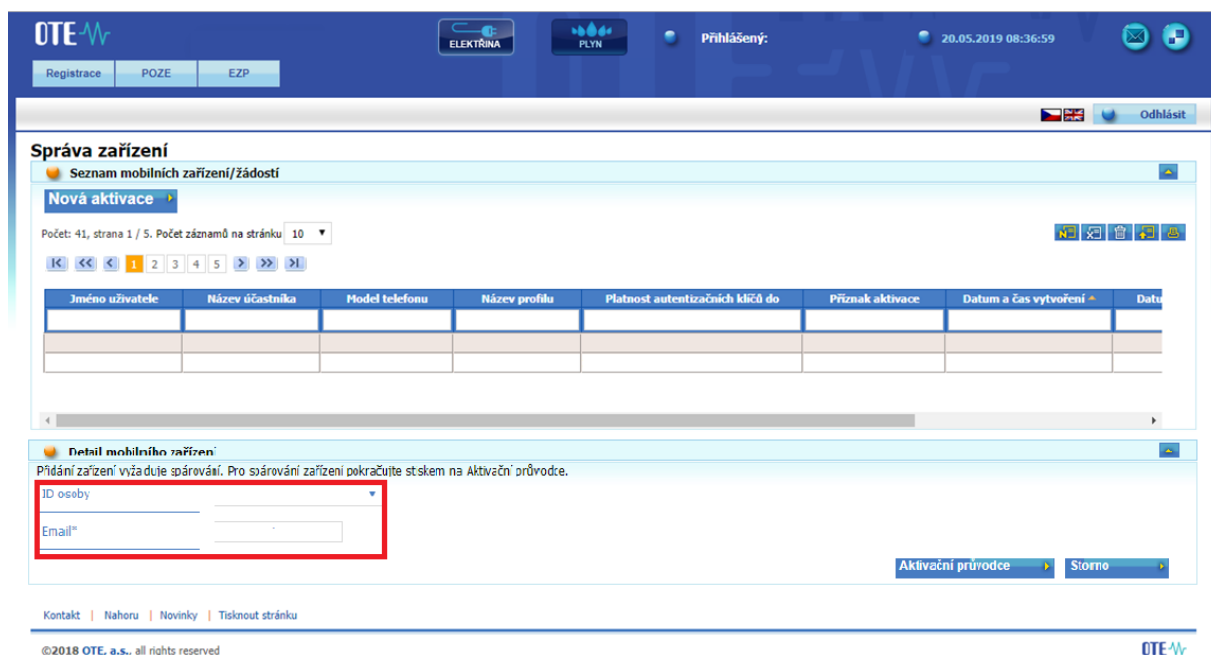 OTE
ELEKTŘINA
PLYN
Přihlášený:
20.05.2019 08:36:59
Registrace
POZE
EZP
Odhlásit
Správa zařízení
Seznam mobilních zařízení/žádostí
Nová aktivace
Počet: 41, strana 1 / 5. Počet záznamů na stránku 10
1 2 3 4 5
Jméno uživatele Název účastníka Model telefonu Název profilu Platnost autentizačních klíčů do Příznak aktivace Datum a čas vytvoření Datu
Detail mobilního zařízení
Přidání zařízení vyžaduje spárování. Pro spárování zařízení pokračujte stiskem na Aktivační průvodce.
ID osoby
Email*
Aktivační průvodce
Storno
Kontakt | Nahoru | Novinky | Tisknout stránku
©2018 OTE, a.s., all rights reserved
OTE